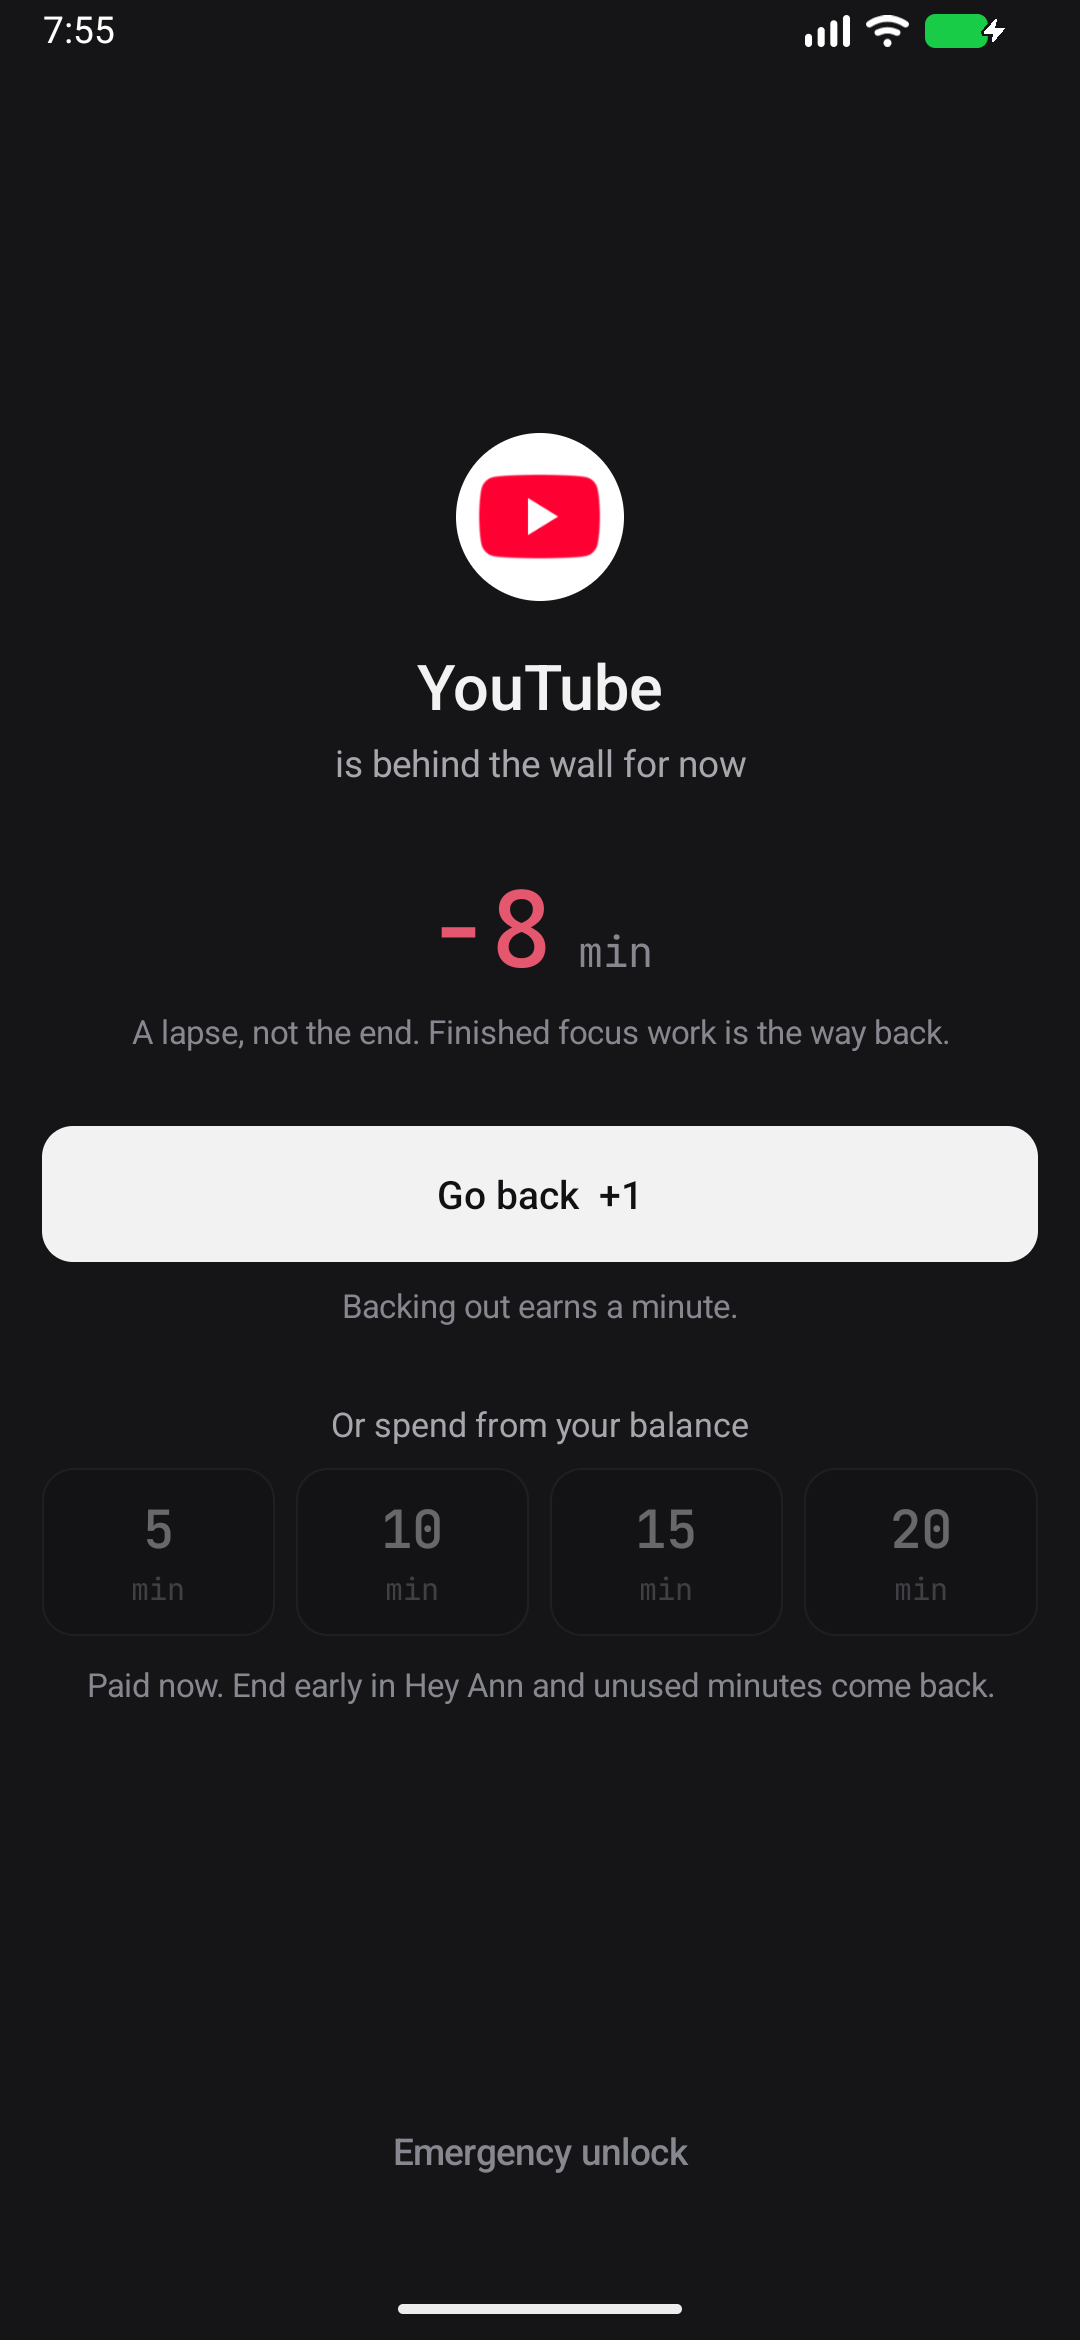 7:55
YouTube
is behind the wall for now
-8 min
A lapse, not the end. Finished focus work is the way back.
Go back +1
Backing out earns a minute.
Or spend from your balance
5 10 15 20
min min min min
Paid now. End early in Hey Ann and unused minutes come back.
Emergency unlock